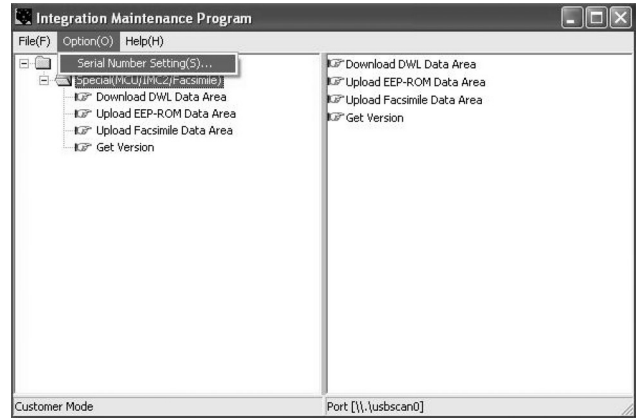 Integration Maintenance Program
File(F) Option(O) Help(H)
Serial Number Setting(S)...
Special(MCU/IMC2/Facsimile)
Download DWL Data Area
Upload EEP-ROM Data Area
Upload Facsimile Data Area
Get Version
Download DWL Data Area
Upload EEP-ROM Data Area
Upload Facsimile Data Area
Get Version
Customer Mode
Port [\\.\usbscan0]